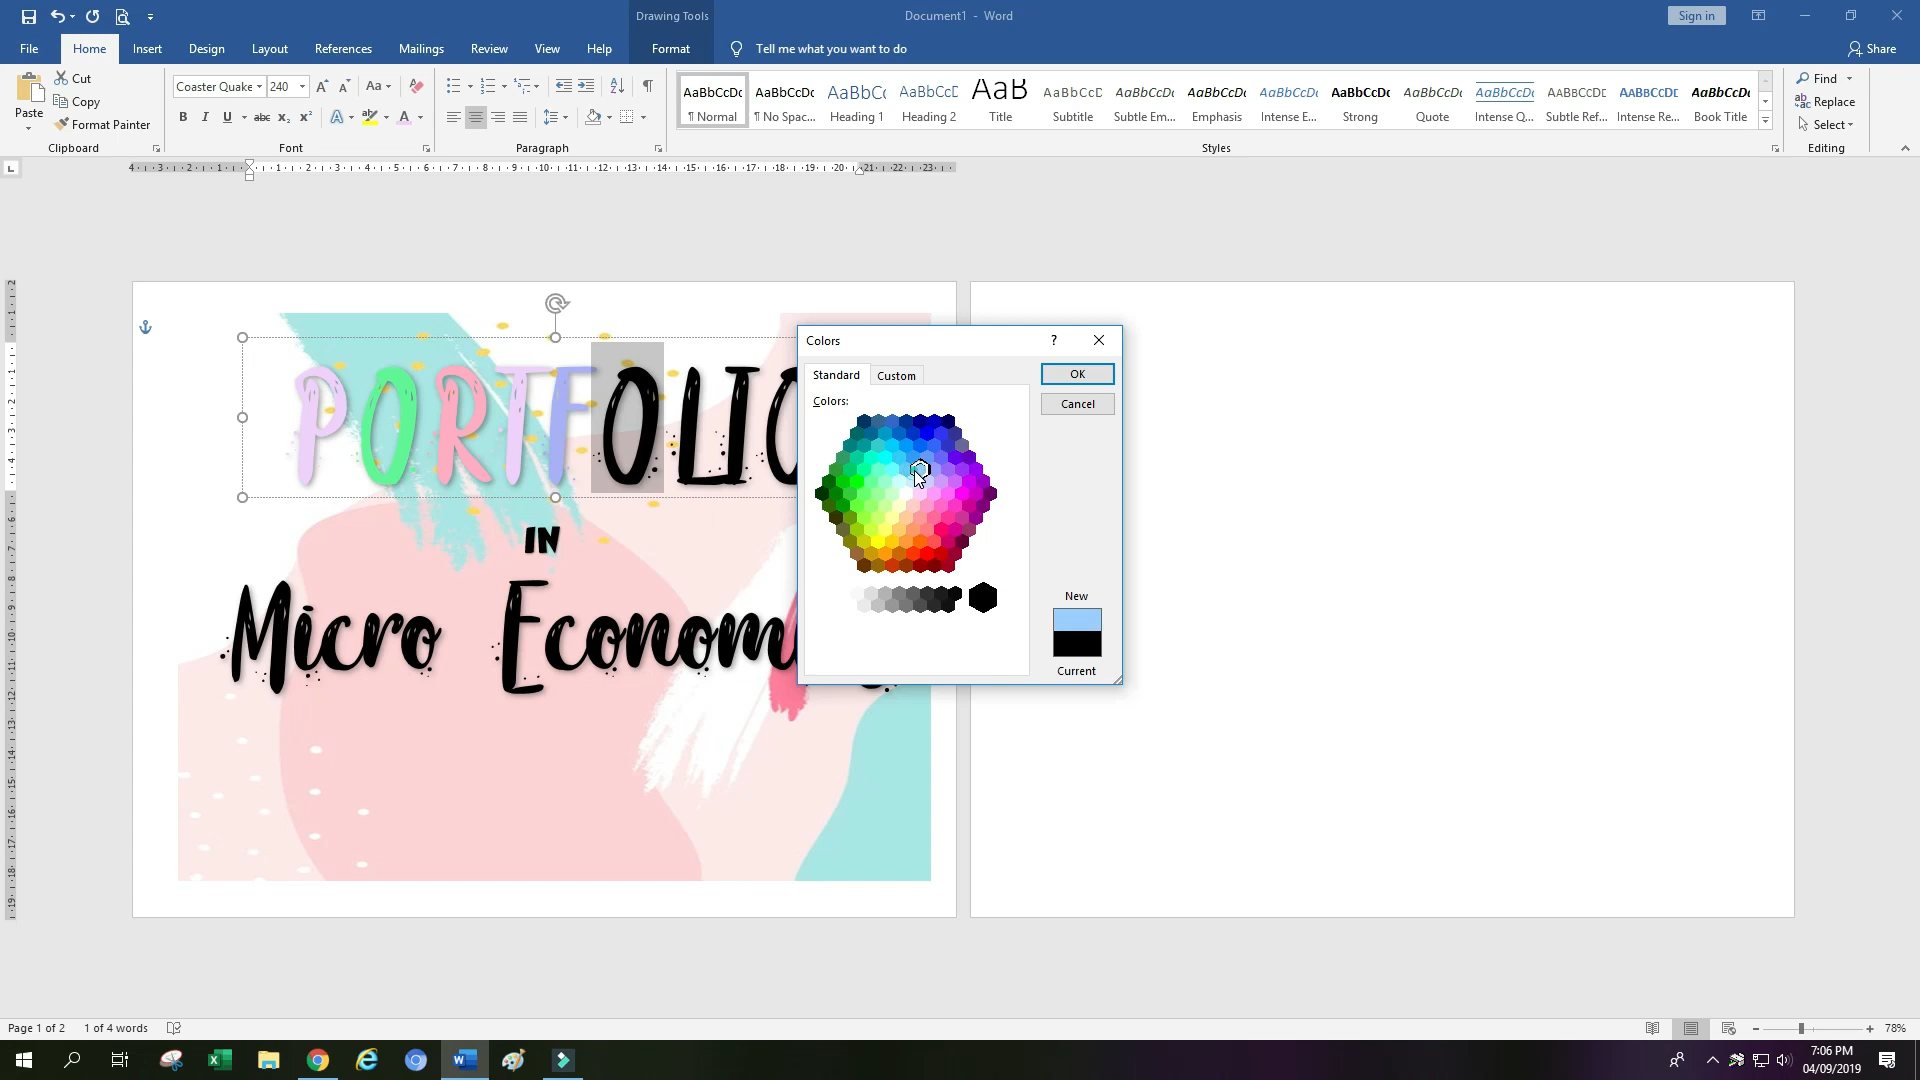 Drawing Tools
Document1 - Word
Sign in
File Home Insert Design Layout References Mailings Review View Help Format Tell me what you want to do Share
Cut
Copy
Format Painter
Paste
Clipboard
Coaster Quake 240
Font
Paragraph
AaBbCcDc AaBbCcDc AaBbCc AaBbCcD AaB AaBbCcD AaBbCcDc AaBbCcDc AaBbCcDc AaBbCcDc AaBbCcDc AaBbCcDc AABBCCDD AABBCCDD AaBbCcDc
¶ Normal ¶ No Spac... Heading 1 Heading 2 Title Subtitle Subtle Em... Emphasis Intense E... Strong Quote Intense Q... Subtle Ref... Intense Re... Book Title
Styles
Find
Replace
Select
Editing
PORTFOLIO
IN
Micro Econom
Colors
Standard Custom
Colors:
OK
Cancel
New
Current
Page 1 of 2 1 of 4 words
78%
7:06 PM
04/09/2019